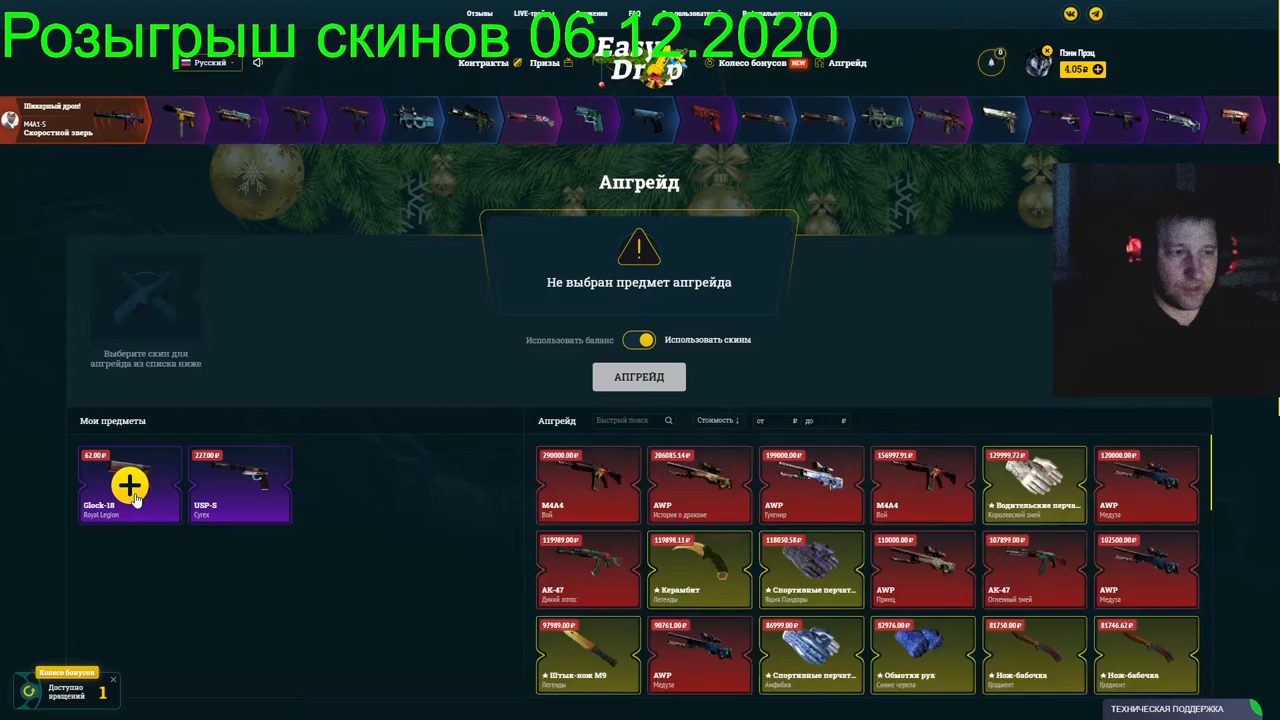 Розыгрыш скинов 06.12.2020
Отзывы
FAQ
Русский
Контракты
Призы
Easy
Drop
Колесо бонусов NEW
Апгрейд
0
Пэни Прэц
4.05₽
Шикарный дроп!
M4A1-S
Скоростной зверь
Апгрейд
Не выбран предмет апгрейда
Использовать баланс
Использовать скины
Выберите скин для
апгрейда из списка ниже
АПГРЕЙД
Мои предметы
Апгрейд
Быстрый поиск
Стоимость ↓
от ₽ до ₽
62.00 ₽
Glock-18
Royal Legion
227.00 ₽
USP-S
Cyrex
290000.00 ₽
M4A4
Вой
206085.14 ₽
AWP
История о драконе
199000.00 ₽
AWP
Гунгнир
156997.91 ₽
M4A4
Вой
129999.72 ₽
★ Водительские перча...
Королевский змей
120000.00 ₽
AWP
Медуза
119989.00 ₽
AK-47
Дикий лотос
119898.11 ₽
★ Керамбит
Легенды
118030.58 ₽
★ Спортивные перчат...
Ящик Пандоры
110000.00 ₽
AWP
Принц
107899.00 ₽
AK-47
Огненный змей
102500.00 ₽
AWP
Медуза
97989.00 ₽
★ Штык-нож M9
Легенды
90761.00 ₽
AWP
Медуза
86999.00 ₽
★ Спортивные перчат...
Амфибия
82976.00 ₽
★ Обмотки рук
Синие черепа
81750.00 ₽
★ Нож-бабочка
Градиент
81746.62 ₽
★ Нож-бабочка
Градиент
Колесо бонусов
Доступно
вращений
1
ТЕХНИЧЕСКАЯ ПОДДЕРЖКА